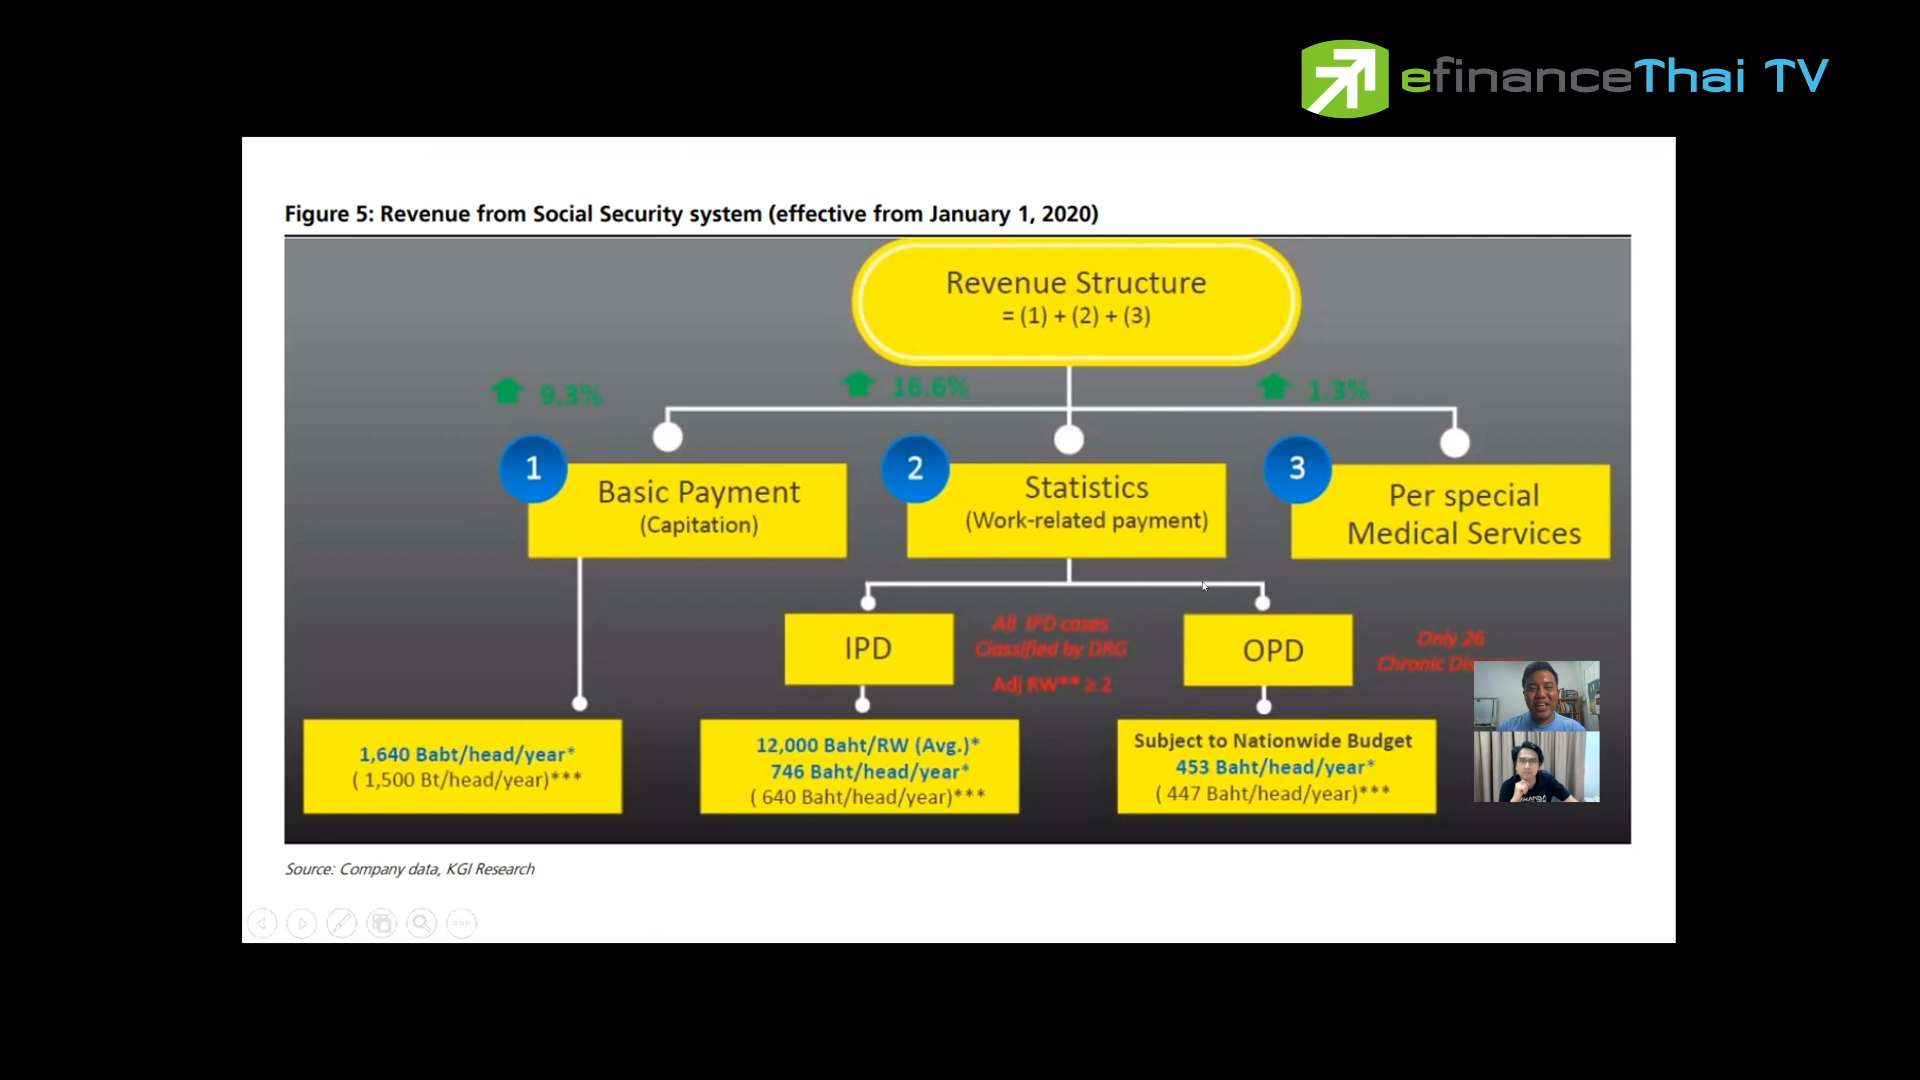 efinanceThai TV
Figure 5: Revenue from Social Security system (effective from January 1, 2020)
Revenue Structure
= (1) + (2) + (3)
9.3%
16.6%
1.3%
1
Basic Payment
(Capitation)
2
Statistics
(Work-related payment)
3
Per special
Medical Services
IPD
All IPD cases
Classified by DRG
Adj RW** ≥ 2
OPD
Only 26
Chronic
1,640 Babt/head/year*
( 1,500 Bt/head/year)***
12,000 Baht/RW (Avg.)*
746 Baht/head/year*
( 640 Baht/head/year)***
Subject to Nationwide Budget
453 Baht/head/year*
( 447 Baht/head/year)***
Source: Company data, KGI Research